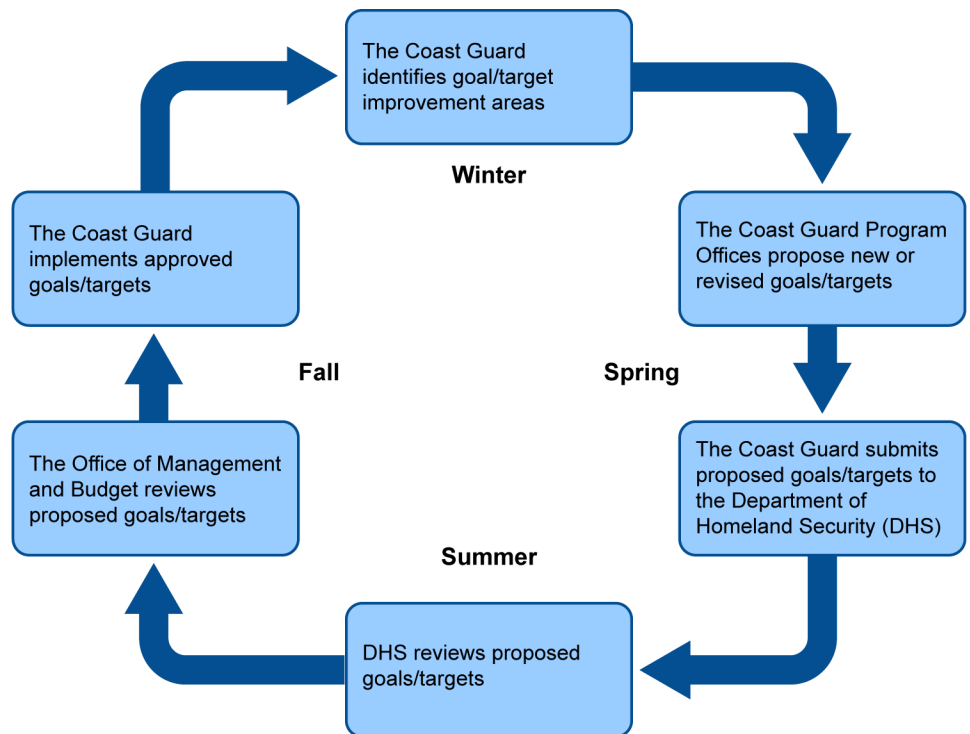 The Coast Guard
identifies goal/target
improvement areas
Winter
The Coast Guard Program
Offices propose new or
revised goals/targets
Spring
The Coast Guard submits
proposed goals/targets to
the Department of
Homeland Security (DHS)
Summer
DHS reviews proposed
goals/targets
The Office of Management
and Budget reviews
proposed goals/targets
Fall
The Coast Guard
implements approved
goals/targets